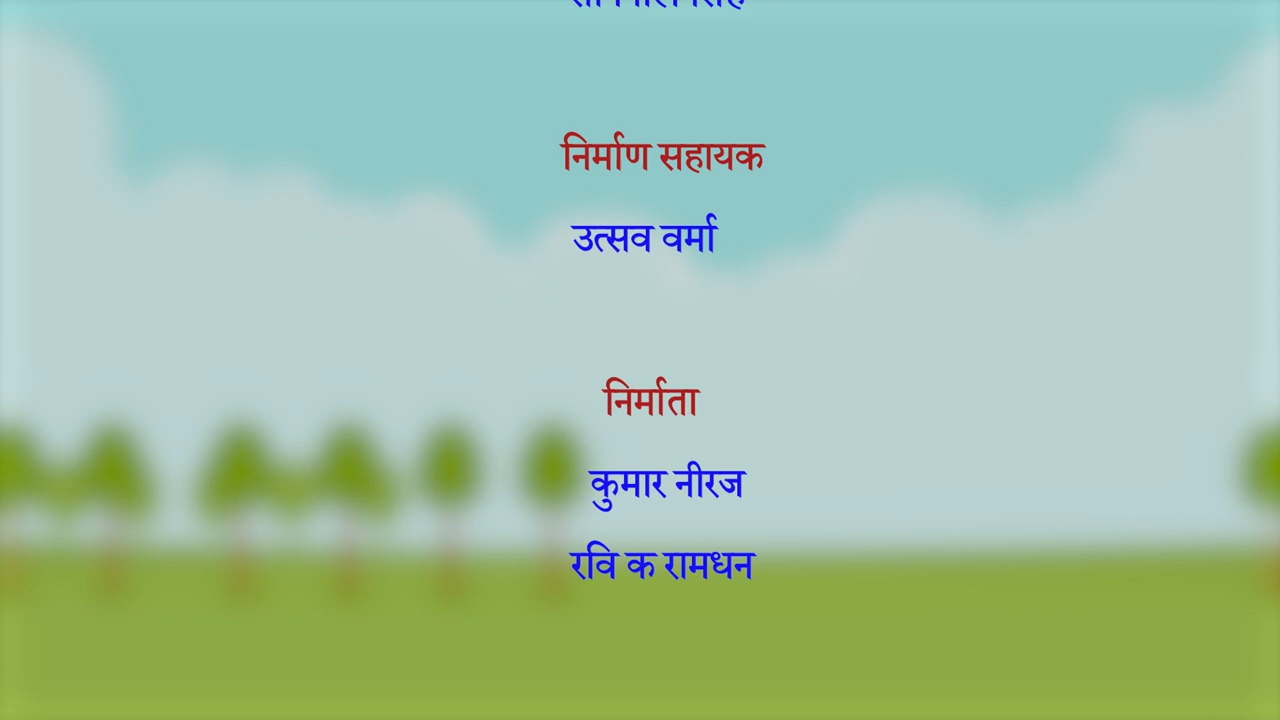 निर्माण सहायक
उत्सव वर्मा
निर्माता
कुमार नीरज
रवि क रामधन